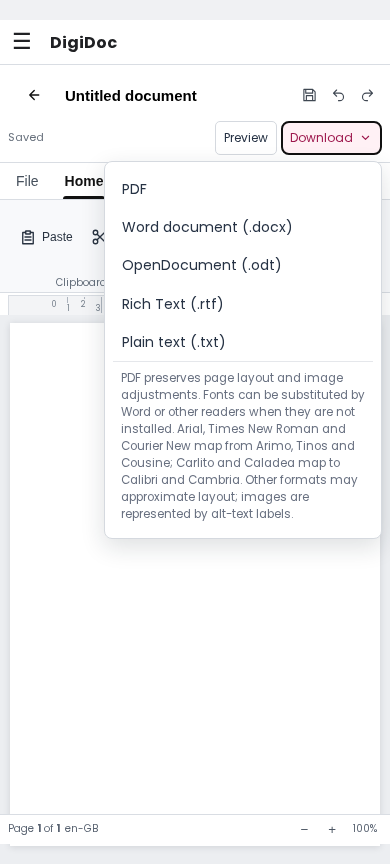 DigiDoc
Untitled document
Saved
Preview
Download
File
Home
PDF
Word document (.docx)
OpenDocument (.odt)
Rich Text (.rtf)
Plain text (.txt)
PDF preserves page layout and image
adjustments. Fonts can be substituted by
Word or other readers when they are not
installed. Arial, Times New Roman and
Courier New map from Arimo, Tinos and
Cousine; Carlito and Caladea map to
Calibri and Cambria. Other formats may
approximate layout; images are
represented by alt-text labels.
Paste
Clipboard
0 1 2 3
Page 1 of 1 en-GB
− + 100%